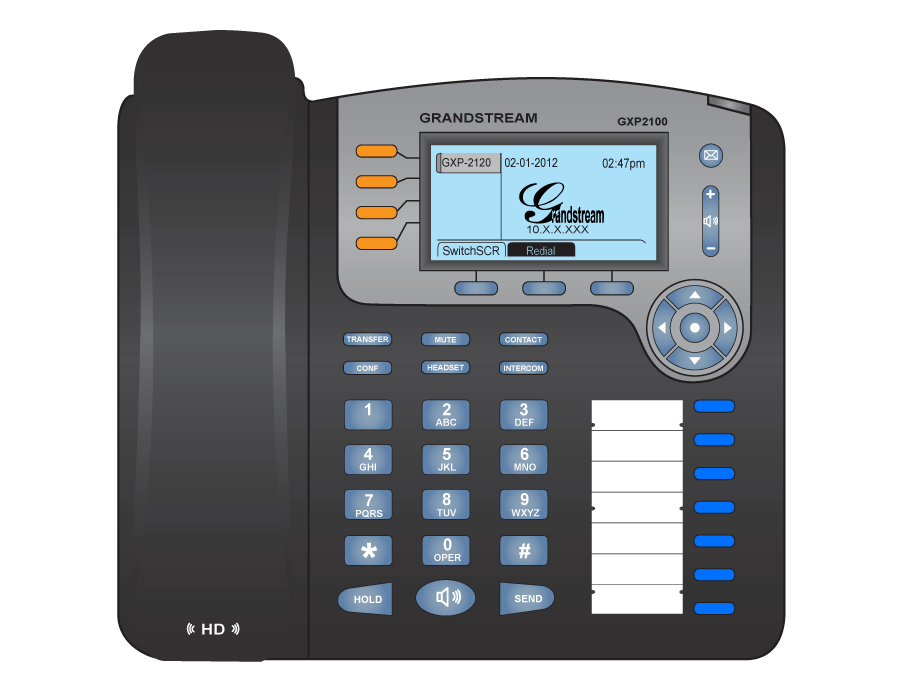 GRANDSTREAM
GXP2100
GXP-2120 02-01-2012 02:47pm
Grandstream
10.X.X.XXX
SwitchSCR Redial
TRANSFER MUTE CONTACT
CONF HEADSET INTERCOM
1 2 3
ABC DEF
4 5 6
GHI JKL MNO
7 8 9
PQRS TUV WXYZ
* 0 #
OPER
HOLD SEND
HD